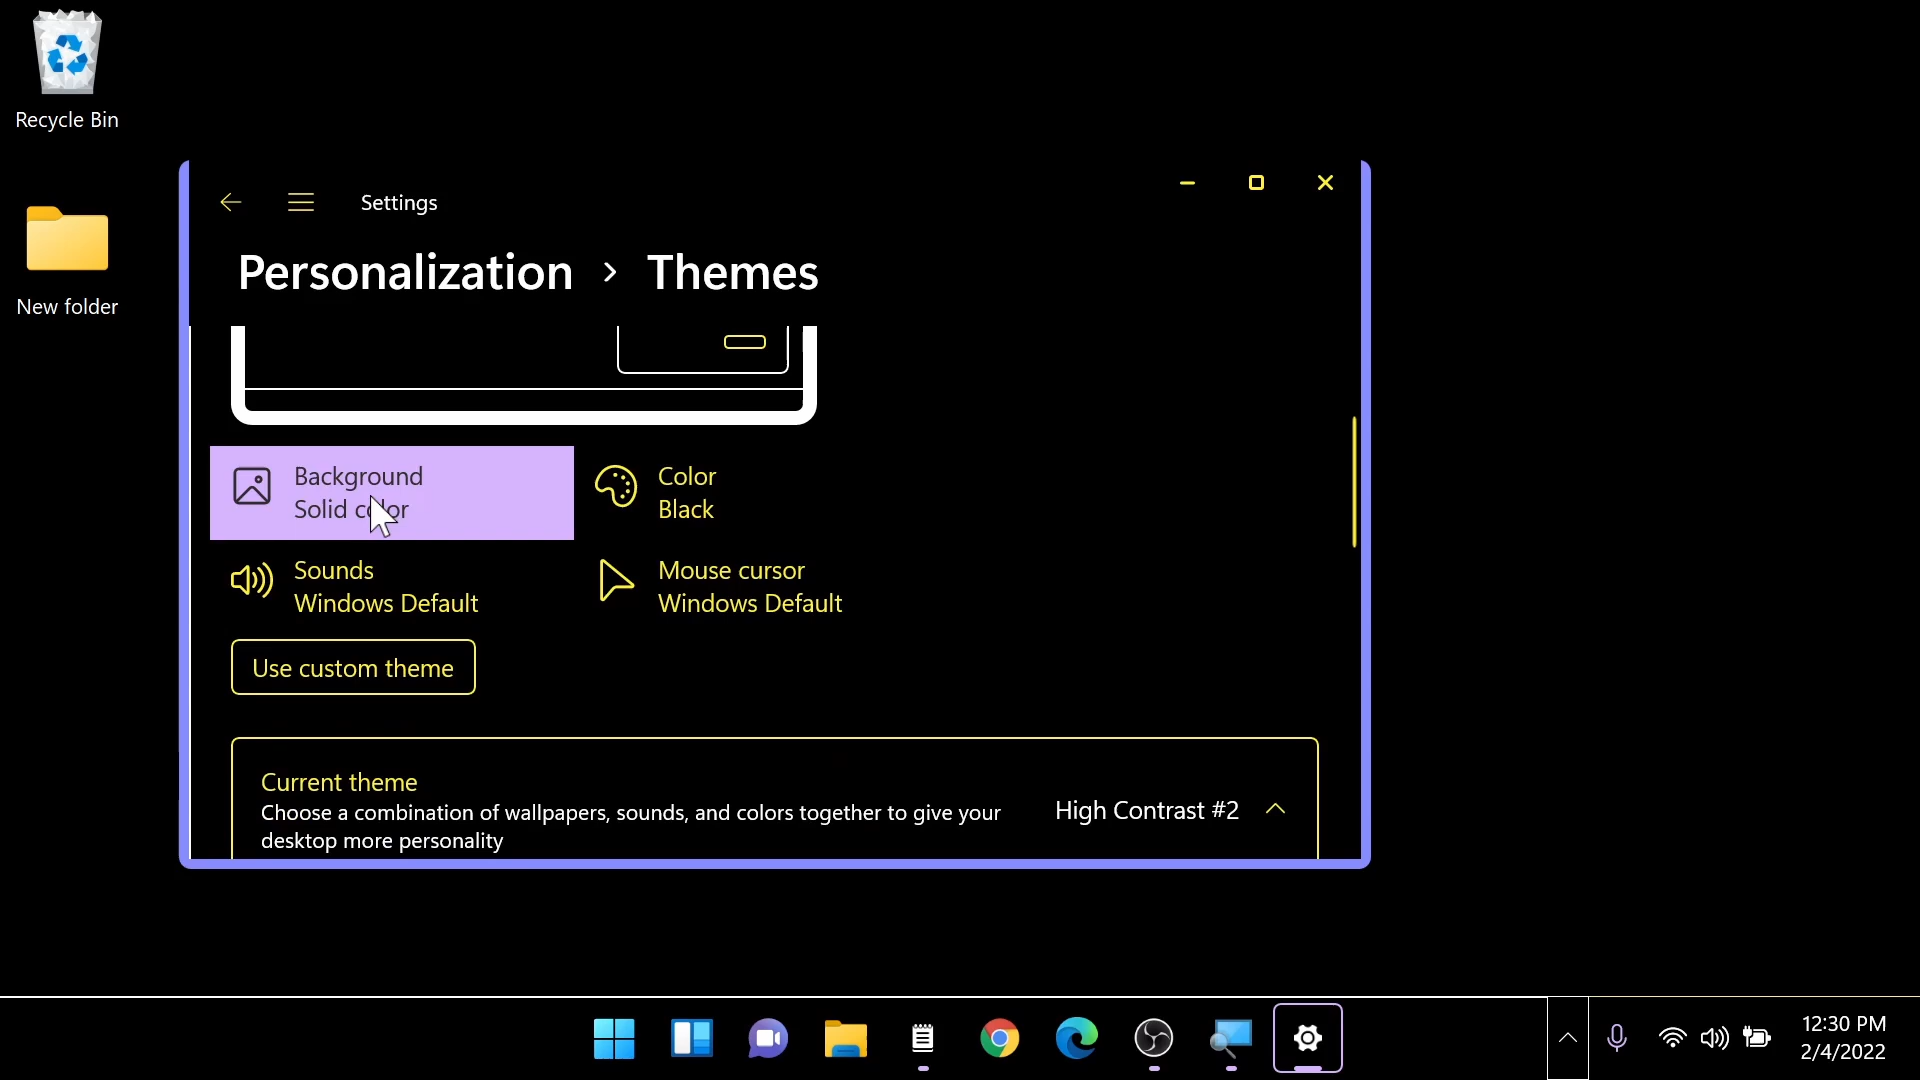 Recycle Bin
New folder
Settings
Personalization > Themes
Background
Solid color
Color
Black
Sounds
Windows Default
Mouse cursor
Windows Default
Use custom theme
Current theme
Choose a combination of wallpapers, sounds, and colors together to give your
desktop more personality
High Contrast #2
12:30 PM
2/4/2022